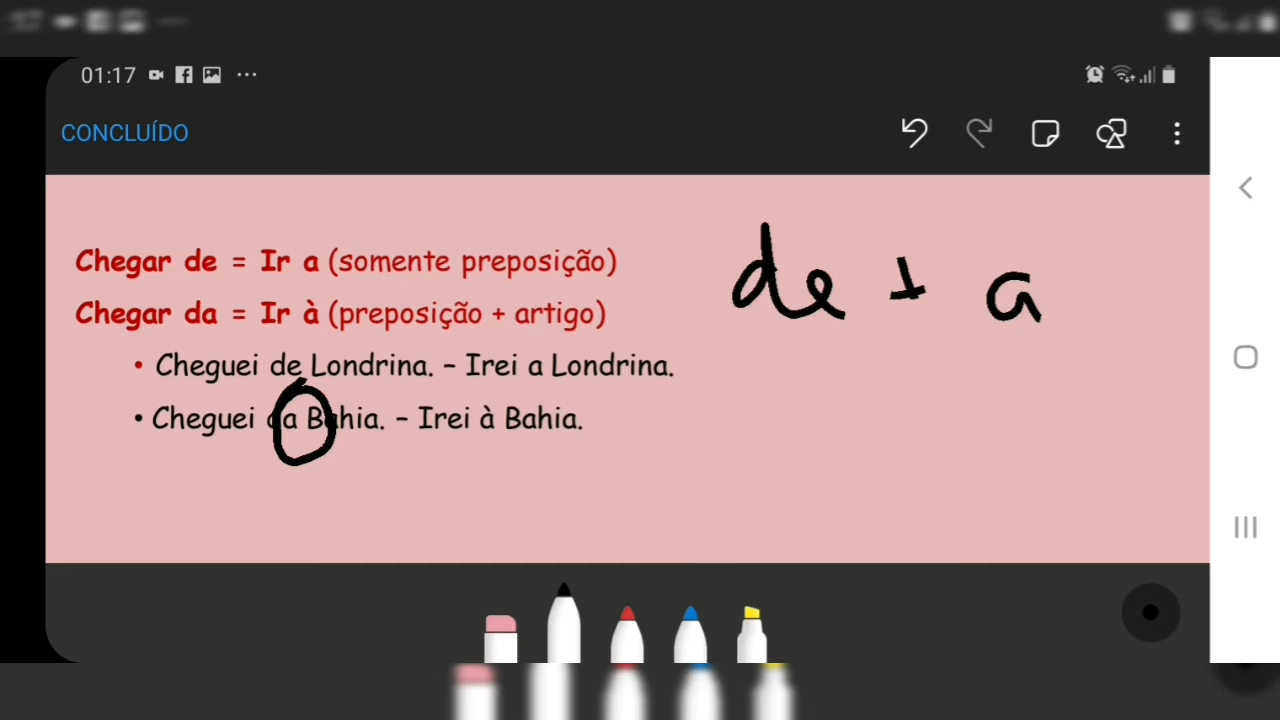 01:17
CONCLUÍDO
Chegar de = Ir a (somente preposição)
Chegar da = Ir à (preposição + artigo)
de + a
• Cheguei de Londrina. – Irei a Londrina.
• Cheguei da Bahia. – Irei à Bahia.